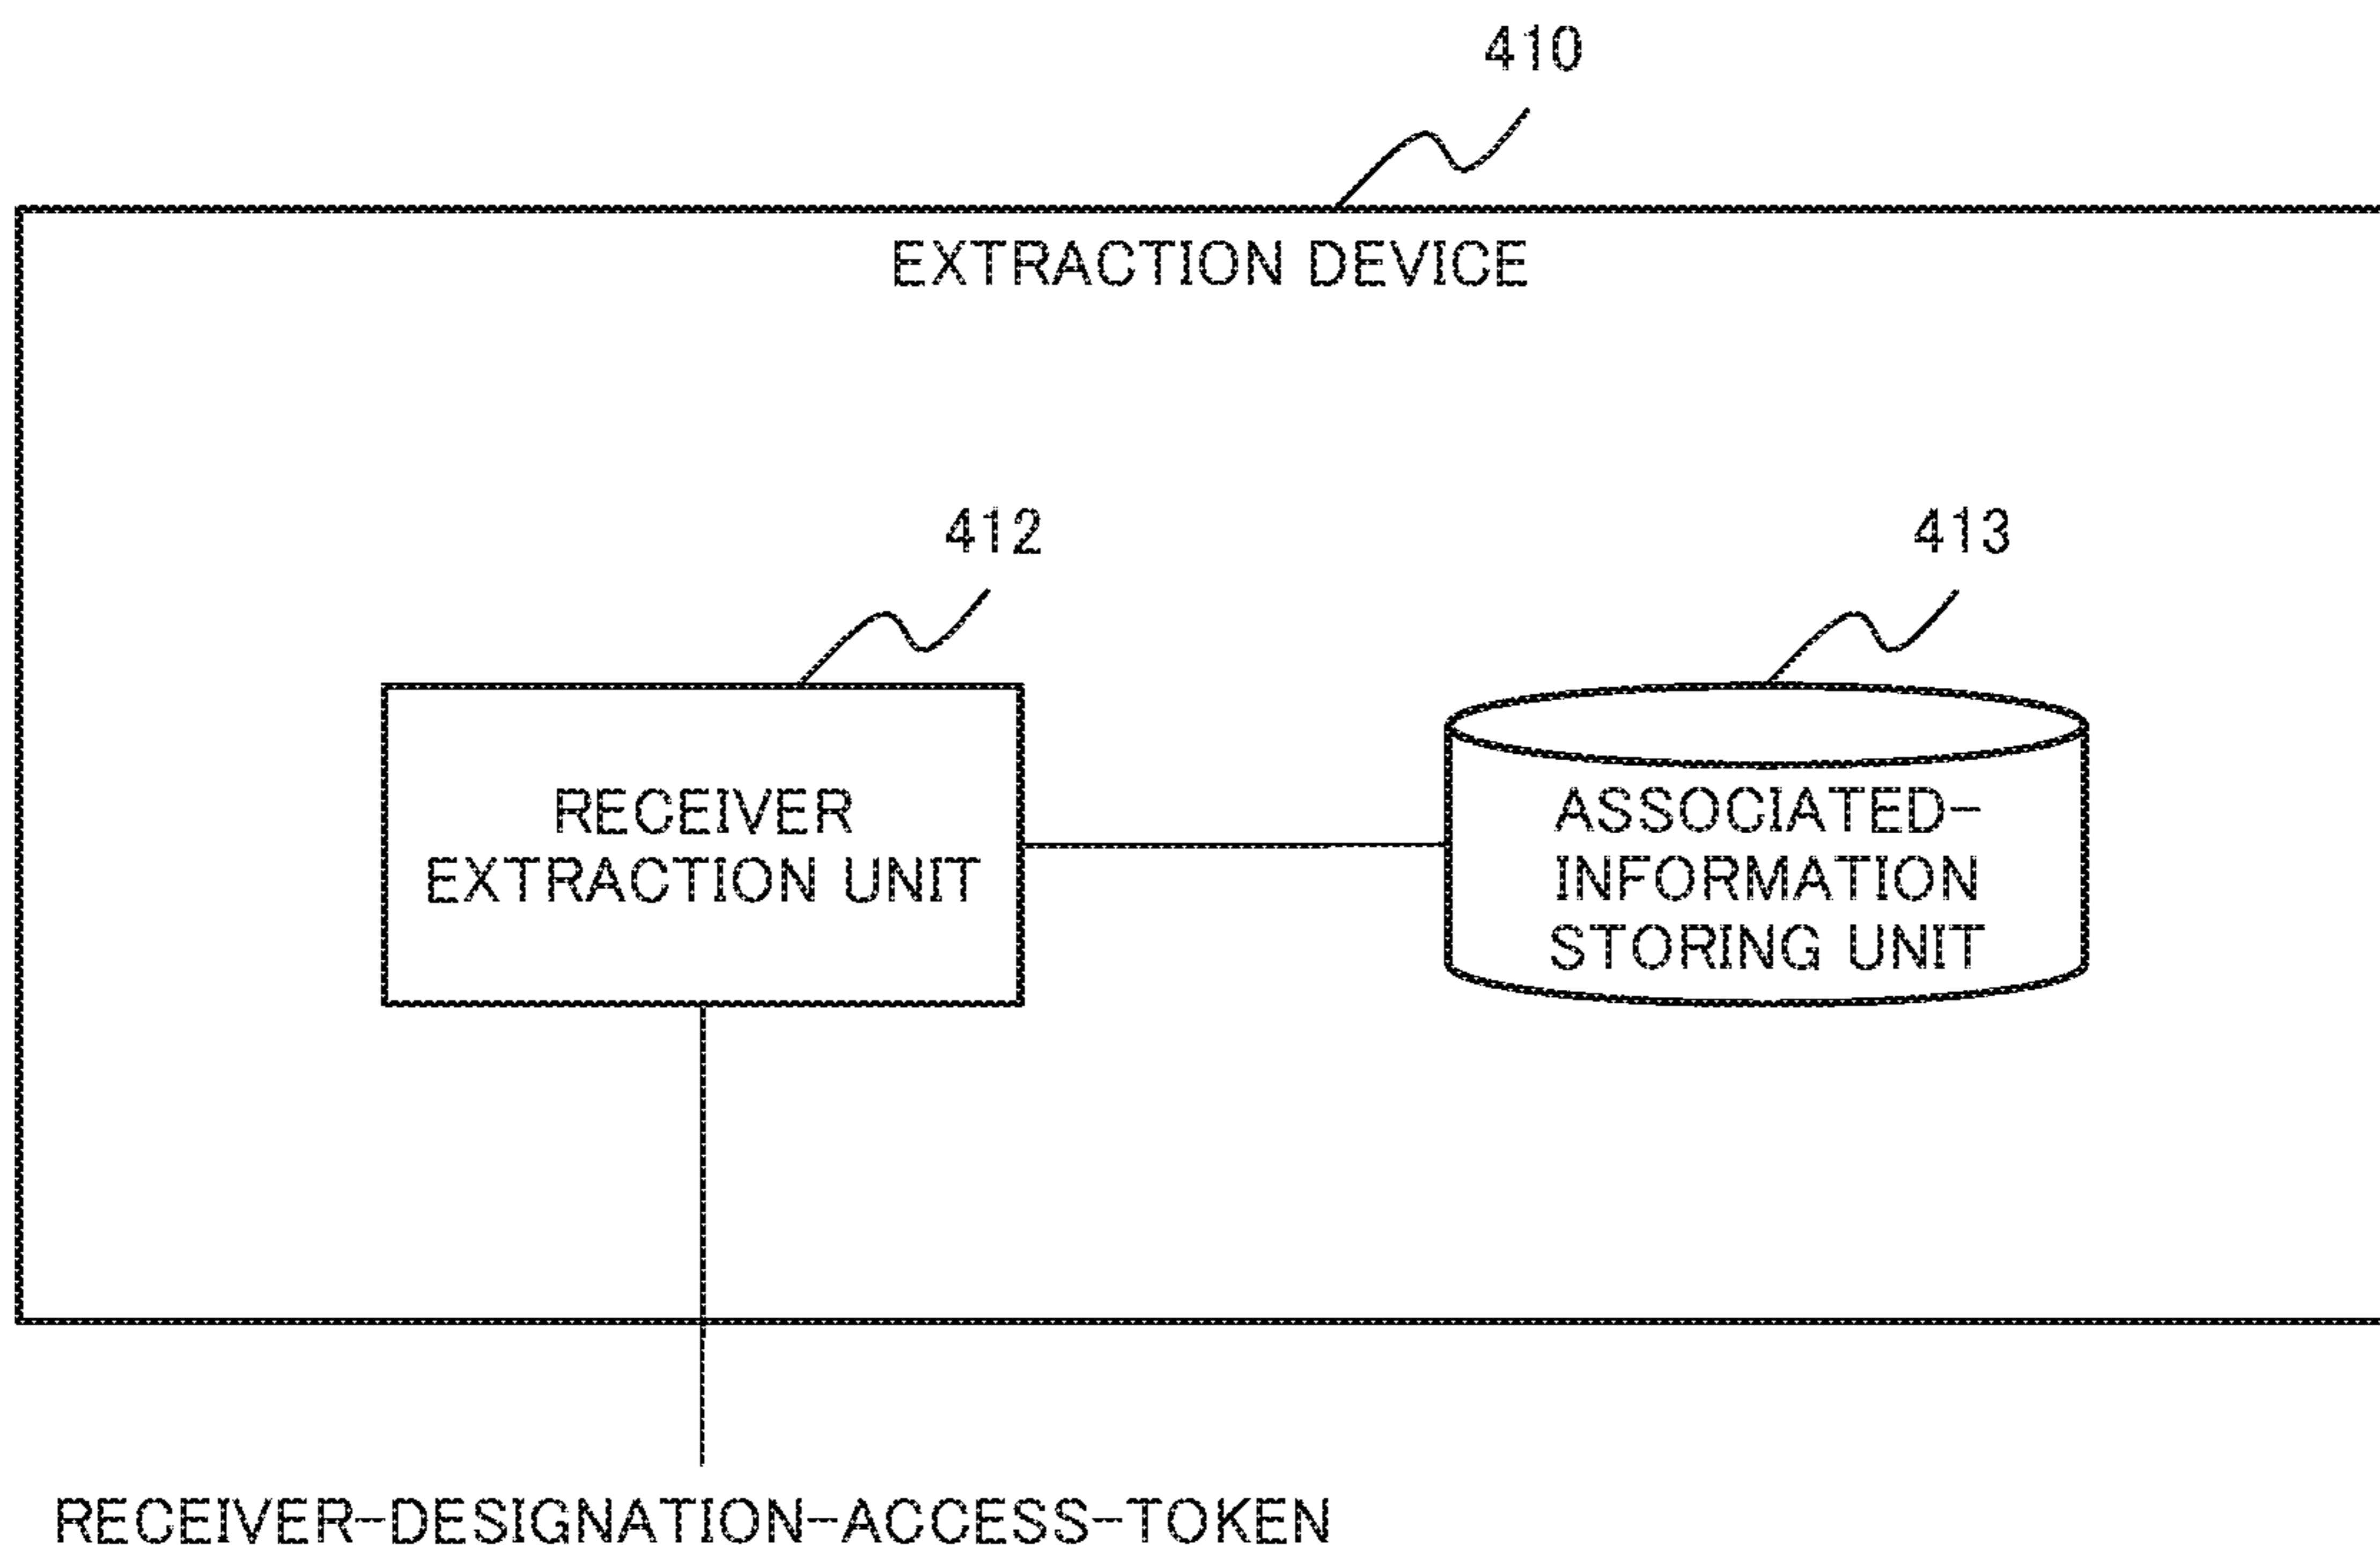 410
EXTRACTION DEVICE
412
413
RECEIVER
EXTRACTION UNIT
ASSOCIATED-
INFORMATION
STORING UNIT
RECEIVER-DESIGNATION-ACCESS-TOKEN